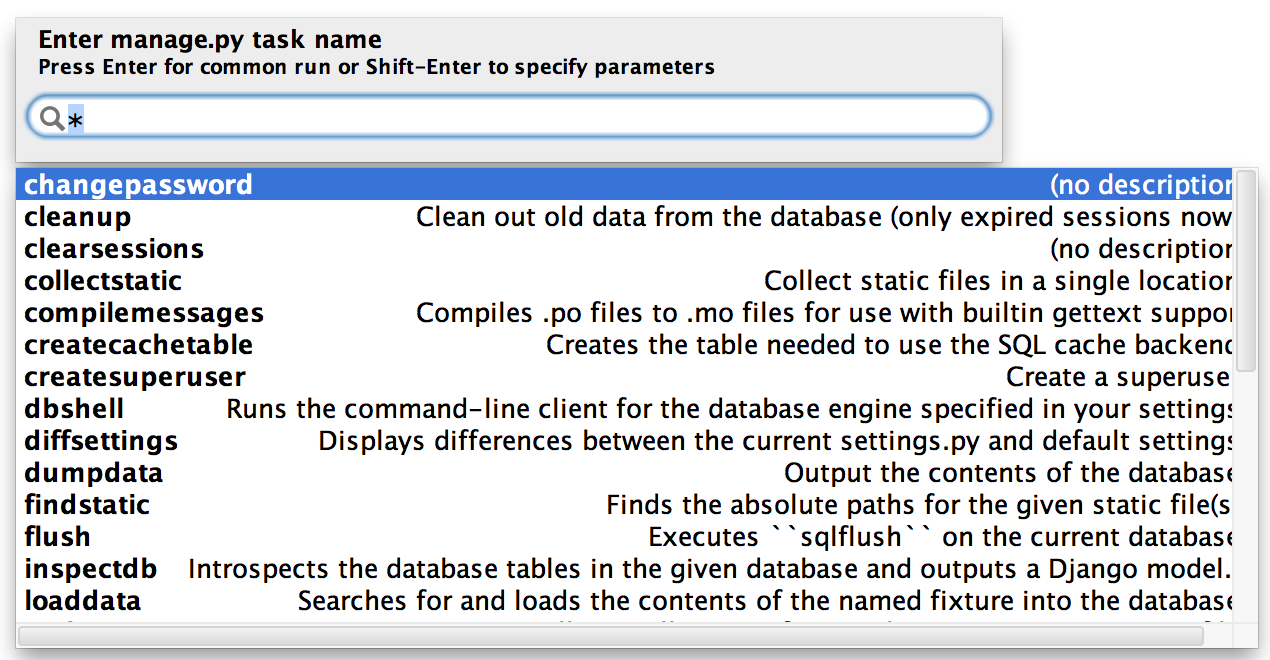 Enter manage.py task name
Press Enter for common run or Shift-Enter to specify parameters
*
changepassword (no description
cleanup Clean out old data from the database (only expired sessions now
clearsessions (no description
collectstatic Collect static files in a single location
compilemessages Compiles .po files to .mo files for use with builtin gettext suppor
createcachetable Creates the table needed to use the SQL cache backend
createsuperuser Create a superuse
dbshell Runs the command-line client for the database engine specified in your settings
diffsettings Displays differences between the current settings.py and default settings
dumpdata Output the contents of the database
findstatic Finds the absolute paths for the given static file(s
flush Executes ``sqlflush`` on the current database
inspectdb Introspects the database tables in the given database and outputs a Django model.
loaddata Searches for and loads the contents of the named fixture into the database